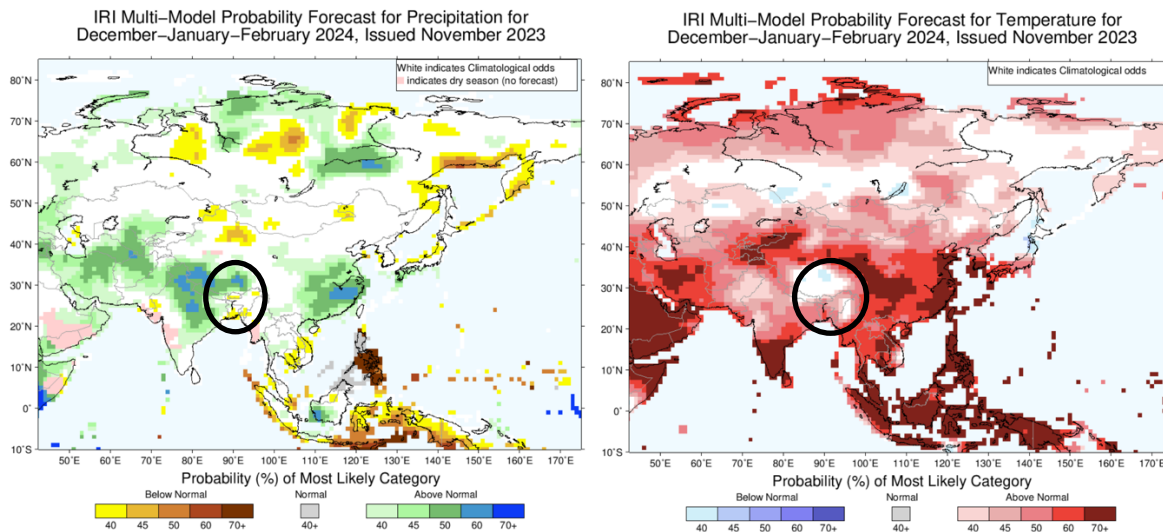 IRI Multi-Model Probability Forecast for Precipitation for
December-January-February 2024, Issued November 2023
White indicates Climatological odds
indicates dry season (no forecast)
80°N
70°N
60°N
50°N
40°N
30°N
20°N
10°N
0°
10°S
50°E 60°E 70°E 80°E 90°E 100°E 110°E 120°E 130°E 140°E 150°E 160°E 170°E
Probability (%) of Most Likely Category
Below Normal Normal Above Normal
40 45 50 60 70+ 40+ 40 45 50 60 70+
IRI Multi-Model Probability Forecast for Temperature for
December-January-February 2024, Issued November 2023
White indicates Climatological odds
80°N
70°N
60°N
50°N
40°N
30°N
20°N
10°N
0°
10°S
50°E 60°E 70°E 80°E 90°E 100°E 110°E 120°E 130°E 140°E 150°E 160°E 170°E
Probability (%) of Most Likely Category
Below Normal Normal Above Normal
40 45 50 60 70+ 40+ 40 45 50 60 70+